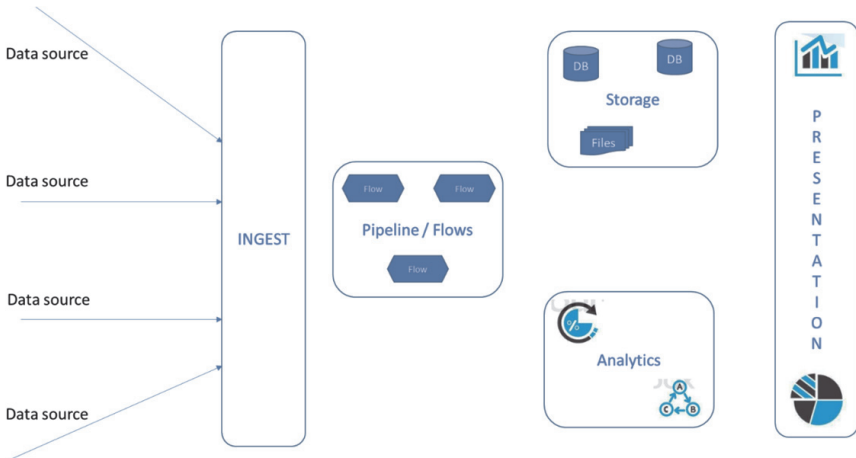 Data source
Data source
Data source
Data source
INGEST
Flow
Flow
Pipeline / Flows
Flow
DB
DB
Storage
Files
%
Analytics
A
C
B
PRESENTATION